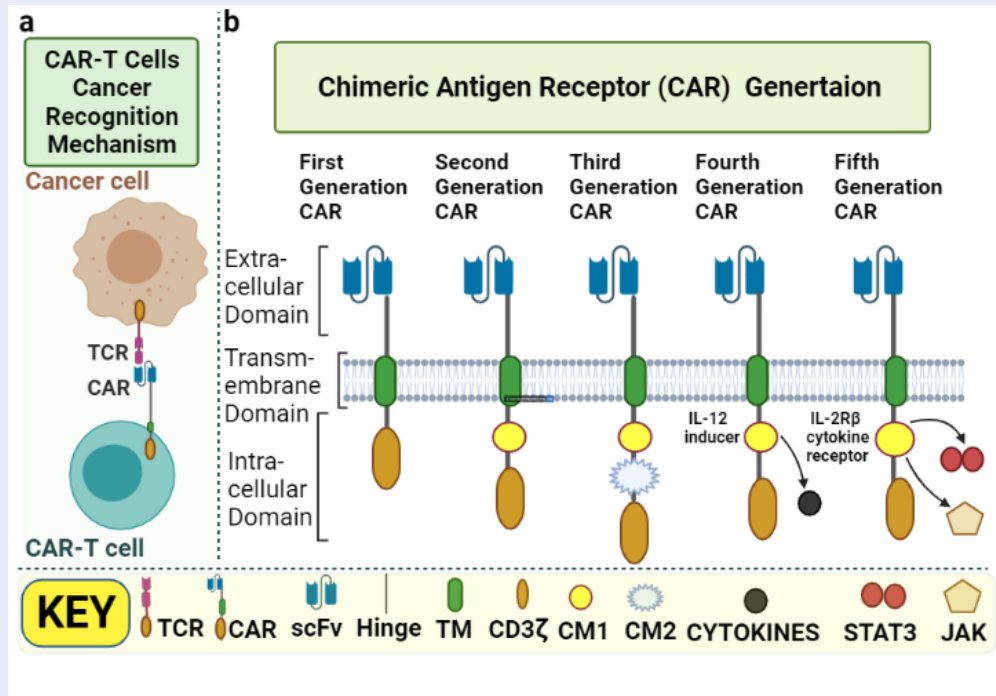 a
CAR-T Cells
Cancer
Recognition
Mechanism
Cancer cell
TCR
CAR
CAR-T cell
b
Chimeric Antigen Receptor (CAR) Genertaion
First
Generation
CAR
Second
Generation
CAR
Third
Generation
CAR
Fourth
Generation
CAR
Fifth
Generation
CAR
Extra-
cellular
Domain
Transm-
embrane
Domain
Intra-
cellular
Domain
IL-12
inducer
IL-2Rβ
cytokine
receptor
KEY
TCR
CAR
scFv
Hinge
TM
CD3ζ
CM1
CM2
CYTOKINES
STAT3
JAK